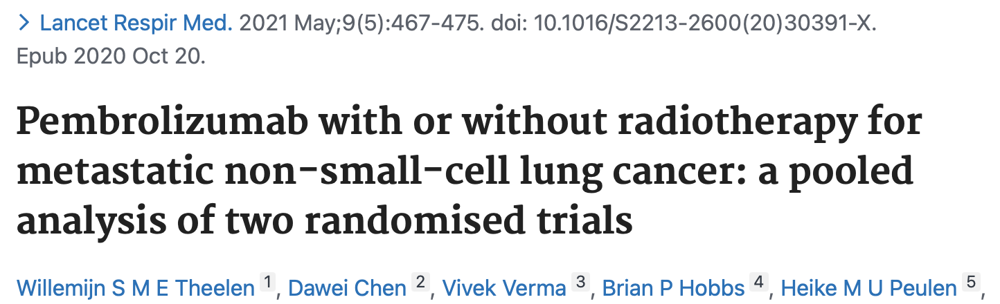 > Lancet Respir Med. 2021 May;9(5):467-475. doi: 10.1016/S2213-2600(20)30391-X.
Epub 2020 Oct 20.
Pembrolizumab with or without radiotherapy for
metastatic non-small-cell lung cancer: a pooled
analysis of two randomised trials
Willemijn S M E Theelen 1, Dawei Chen 2, Vivek Verma 3, Brian P Hobbs 4, Heike M U Peulen 5,